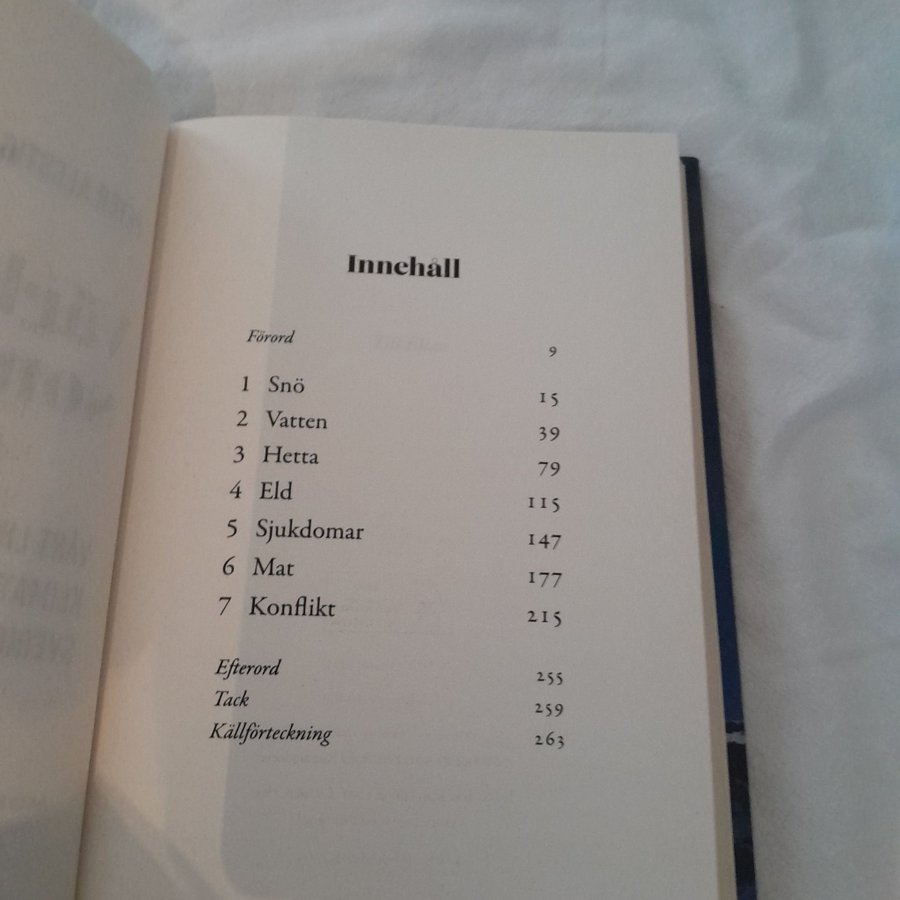 Innehåll
Förord 9
1 Snö 15
2 Vatten 39
3 Hetta 79
4 Eld 115
5 Sjukdomar 147
6 Mat 177
7 Konflikt 215
Efterord 255
Tack 259
Källförteckning 263